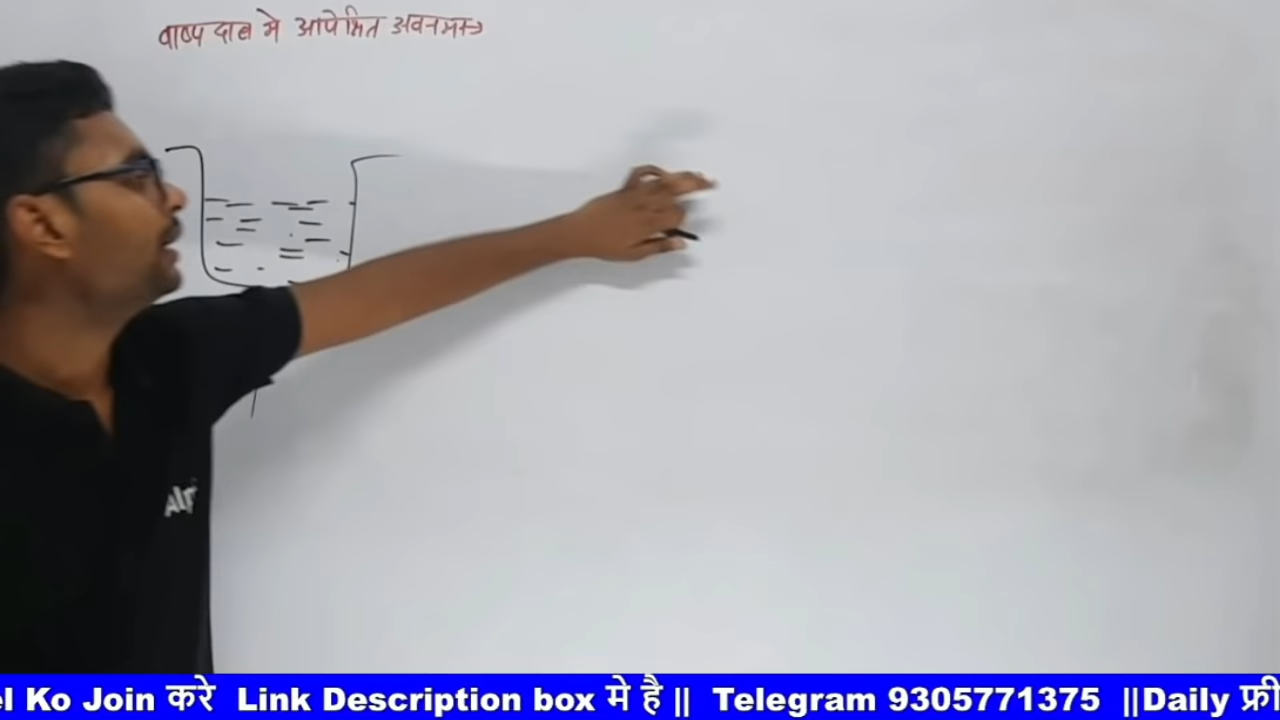 वाष्प दाब मे आपेक्षित अवनमन
el Ko Join करे Link Description box मे है || Telegram 9305771375 ||Daily फ्री